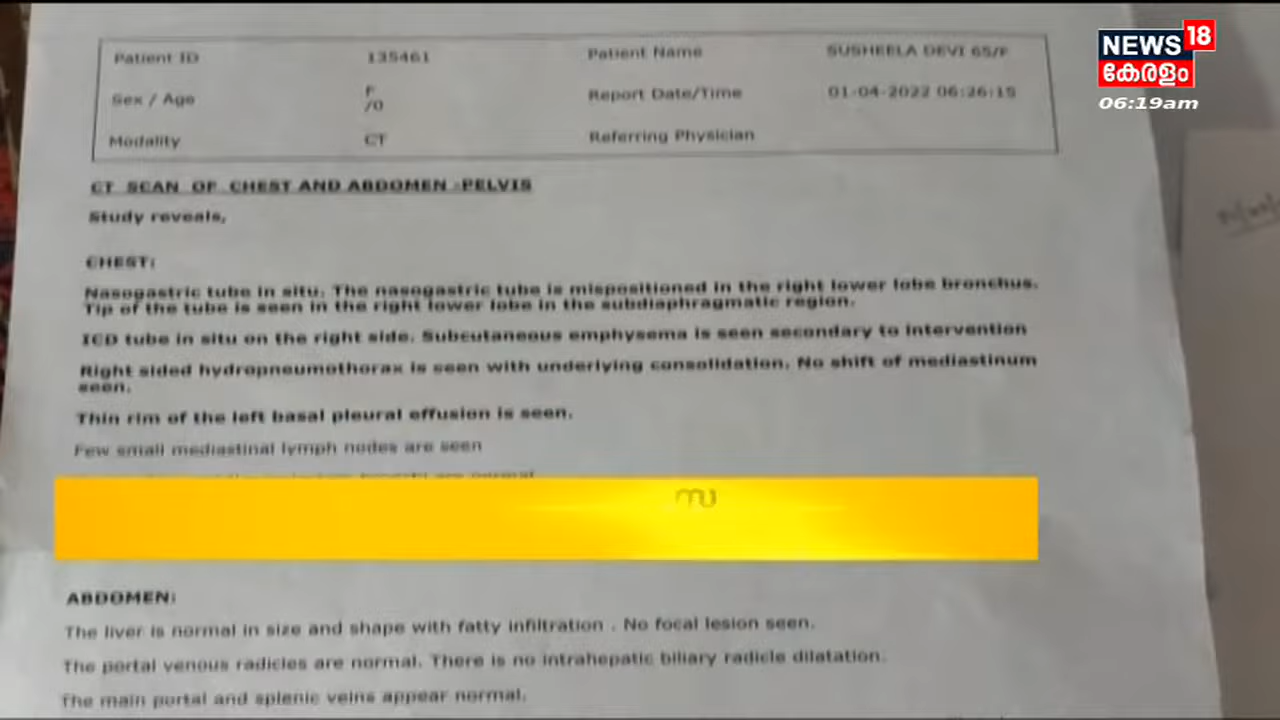 NEWS 18
കേരളം
06:19am
Patient ID 135461 Patient Name SUSHEELA DEVI 65/F
Sex / Age F /0 Report Date/Time 01-04-2022 06:26:15
Modality CT Referring Physician
CT SCAN OF CHEST AND ABDOMEN -PELVIS
Study reveals,
CHEST:
Nasogastric tube in situ. The nasogastric tube is mispositioned in the right lower lobe bronchus.
Tip of the tube is seen in the right lower lobe in the subdiaphragmatic region.
ICD tube in situ on the right side. Subcutaneous emphysema is seen secondary to intervention
Right sided hydropneumothorax is seen with underlying consolidation. No shift of mediastinum
seen.
Thin rim of the left basal pleural effusion is seen.
Few small mediastinal lymph nodes are seen
are normal
സു
ABDOMEN:
The liver is normal in size and shape with fatty infiltration . No focal lesion seen.
The portal venous radicles are normal. There is no intrahepatic biliary radicle dilatation.
The main portal and splenic veins appear normal.